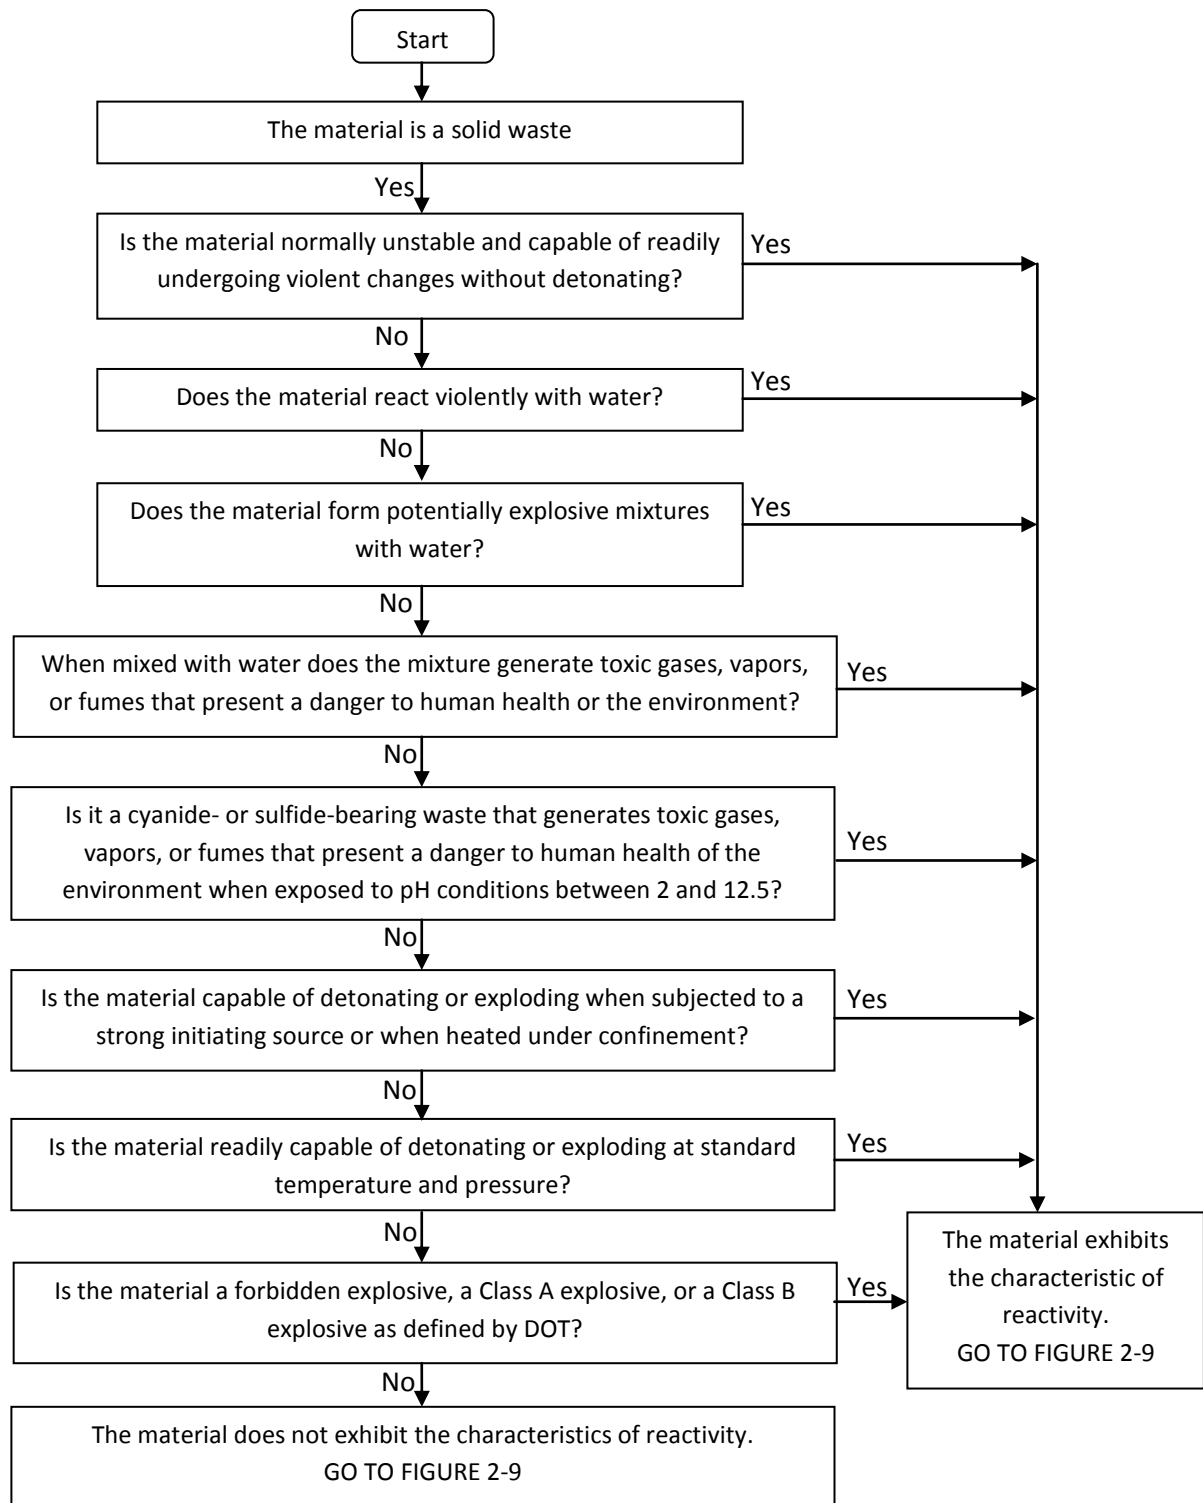 Start
The material is a solid waste
Yes
Is the material normally unstable and capable of readily
undergoing violent changes without detonating?
Yes
No
Does the material react violently with water?
Yes
No
Does the material form potentially explosive mixtures
with water?
Yes
No
When mixed with water does the mixture generate toxic gases, vapors,
or fumes that present a danger to human health or the environment?
Yes
No
Is it a cyanide- or sulfide-bearing waste that generates toxic gases,
vapors, or fumes that present a danger to human health of the
environment when exposed to pH conditions between 2 and 12.5?
Yes
No
Is the material capable of detonating or exploding when subjected to a
strong initiating source or when heated under confinement?
Yes
No
Is the material readily capable of detonating or exploding at standard
temperature and pressure?
Yes
No
Is the material a forbidden explosive, a Class A explosive, or a Class B
explosive as defined by DOT?
Yes
The material exhibits
the characteristic of
reactivity.
GO TO FIGURE 2-9
No
The material does not exhibit the characteristics of reactivity.
GO TO FIGURE 2-9